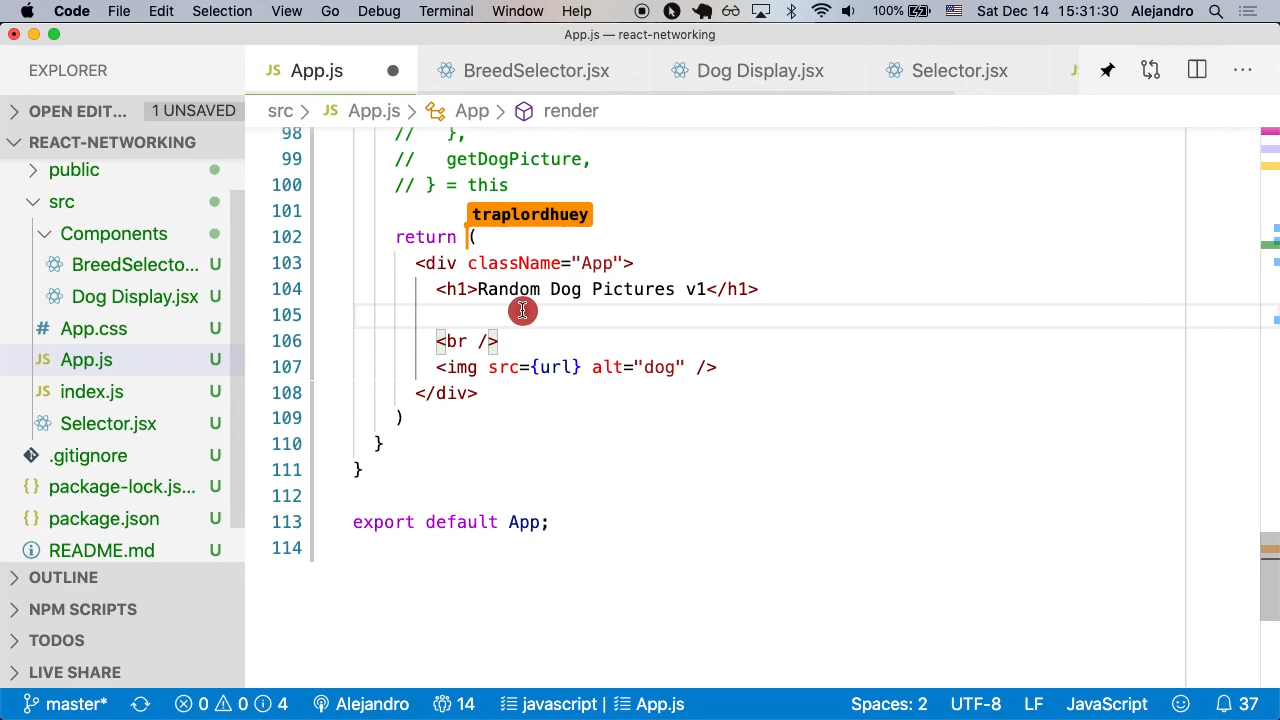 Code File Edit Selection View Go Debug Terminal Window Help 100% Sat Dec 14 15:31:30 Alejandro
App.js — react-networking
EXPLORER
JS App.js BreedSelector.jsx Dog Display.jsx Selector.jsx JS ...
OPEN EDIT... 1 UNSAVED
src > JS App.js > App > render
REACT-NETWORKING
public
src
Components
BreedSelecto... U
Dog Display.jsx U
# App.css U
JS App.js U
JS index.js U
Selector.jsx U
.gitignore U
{} package-lock.js... U
{} package.json U
README.md U
OUTLINE
NPM SCRIPTS
TODOS
LIVE SHARE
98 // },
99 // getDogPicture,
100 // } = this
101
traplordhuey
102 return (
103 <div className="App">
104 <h1>Random Dog Pictures v1</h1>
105
106 <br />
107 <img src={url} alt="dog" />
108 </div>
109 )
110 }
111 }
112
113 export default App;
114
master* 0 0 4 Alejandro 14 javascript | App.js Spaces: 2 UTF-8 LF JavaScript 37